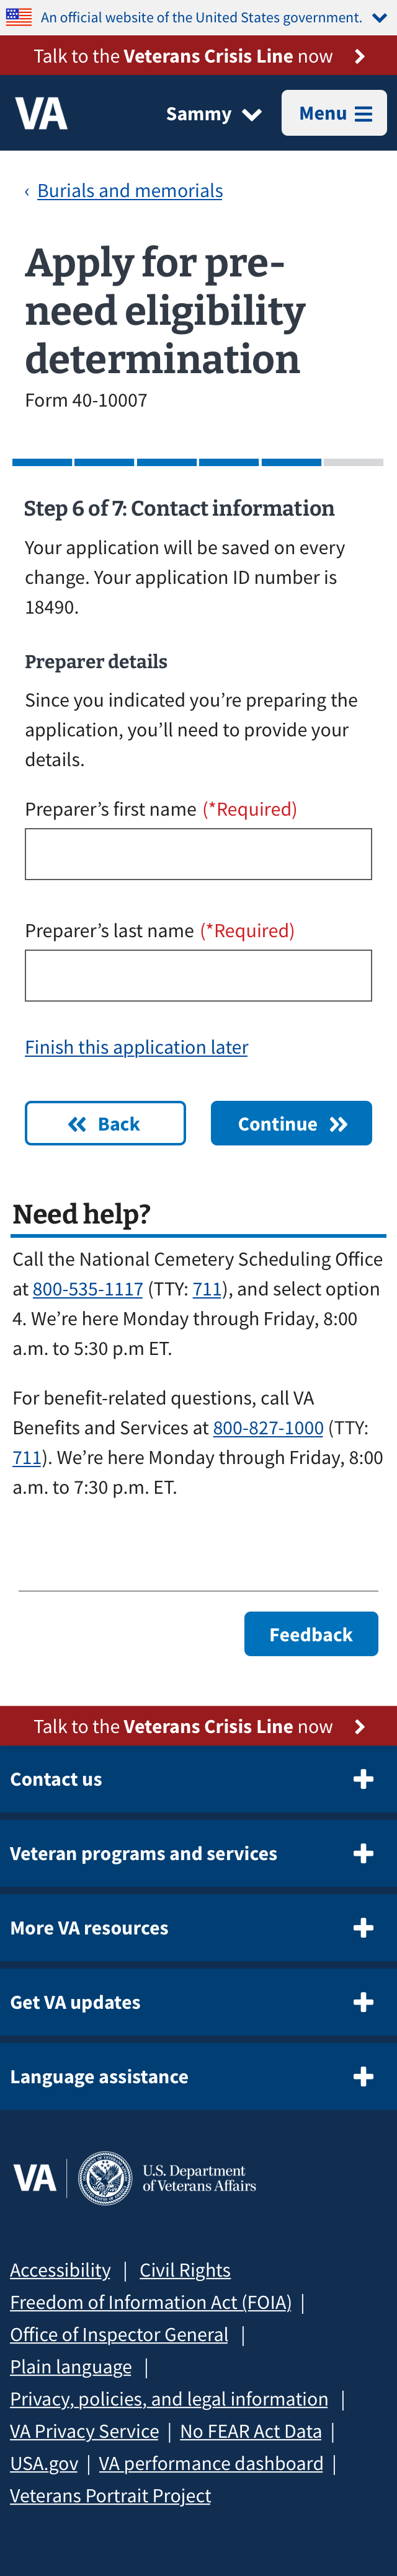 An official website of the United States government.
Talk to the Veterans Crisis Line now
VA Sammy Menu
‹ Burials and memorials
Apply for pre-
need eligibility
determination
Form 40-10007
Step 6 of 7: Contact information
Your application will be saved on every
change. Your application ID number is
18490.
Preparer details
Since you indicated you’re preparing the
application, you’ll need to provide your
details.
Preparer’s first name (*Required)
Preparer’s last name (*Required)
Finish this application later
Back Continue
Need help?
Call the National Cemetery Scheduling Office
at 800-535-1117 (TTY: 711), and select option
4. We’re here Monday through Friday, 8:00
a.m. to 5:30 p.m ET.
For benefit-related questions, call VA
Benefits and Services at 800-827-1000 (TTY:
711). We’re here Monday through Friday, 8:00
a.m. to 7:30 p.m. ET.
Feedback
Talk to the Veterans Crisis Line now
Contact us
Veteran programs and services
More VA resources
Get VA updates
Language assistance
VA | U.S. Department
of Veterans Affairs
Accessibility | Civil Rights
Freedom of Information Act (FOIA) |
Office of Inspector General |
Plain language |
Privacy, policies, and legal information |
VA Privacy Service | No FEAR Act Data |
USA.gov | VA performance dashboard |
Veterans Portrait Project